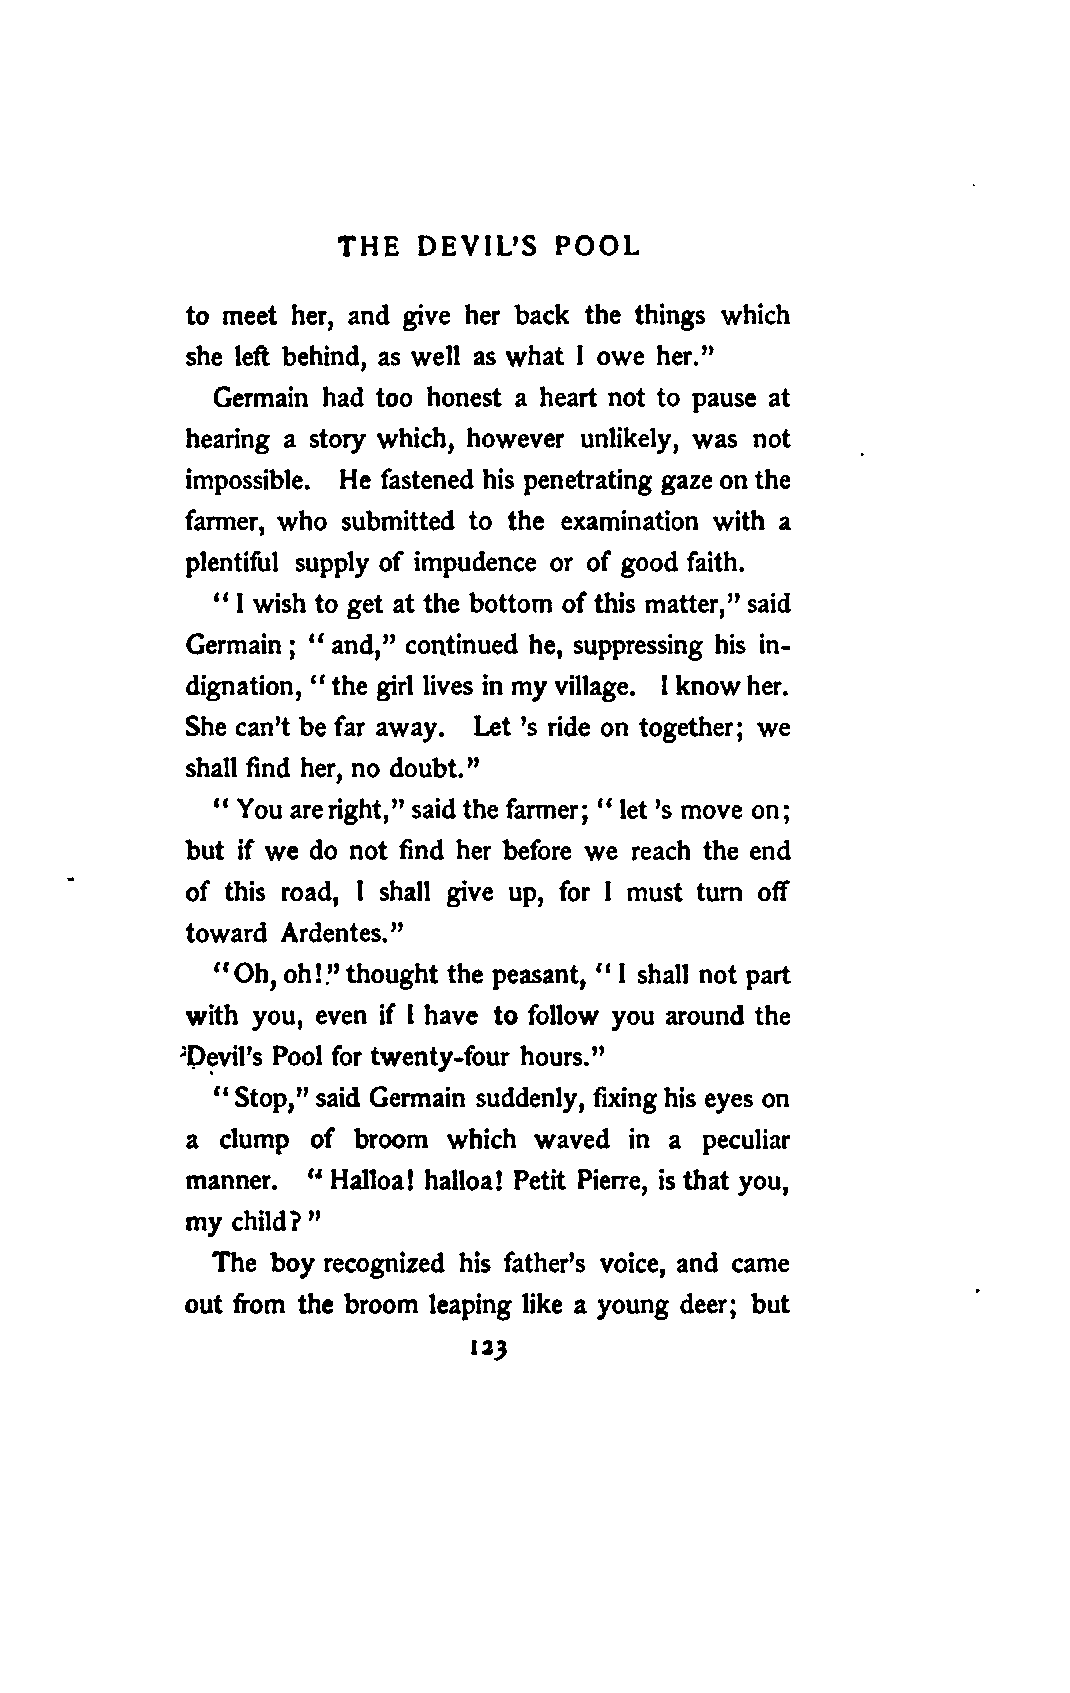 THE DEVIL'S POOL
to meet her, and give her back the things which
she left behind, as well as what I owe her."
Germain had too honest a heart not to pause at
hearing a story which, however unlikely, was not
impossible. He fastened his penetrating gaze on the
farmer, who submitted to the examination with a
plentiful supply of impudence or of good faith.
"I wish to get at the bottom of this matter," said
Germain; "and," continued he, suppressing his in-
dignation, "the girl lives in my village. I know her.
She can't be far away. Let 's ride on together; we
shall find her, no doubt."
"You are right," said the farmer; "let 's move on;
but if we do not find her before we reach the end
of this road, I shall give up, for I must turn off
toward Ardentes."
"Oh, oh!" thought the peasant, "I shall not part
with you, even if I have to follow you around the
Devil's Pool for twenty-four hours."
"Stop," said Germain suddenly, fixing his eyes on
a clump of broom which waved in a peculiar
manner. "Halloa! halloa! Petit Pierre, is that you,
my child?"
The boy recognized his father's voice, and came
out from the broom leaping like a young deer; but
123